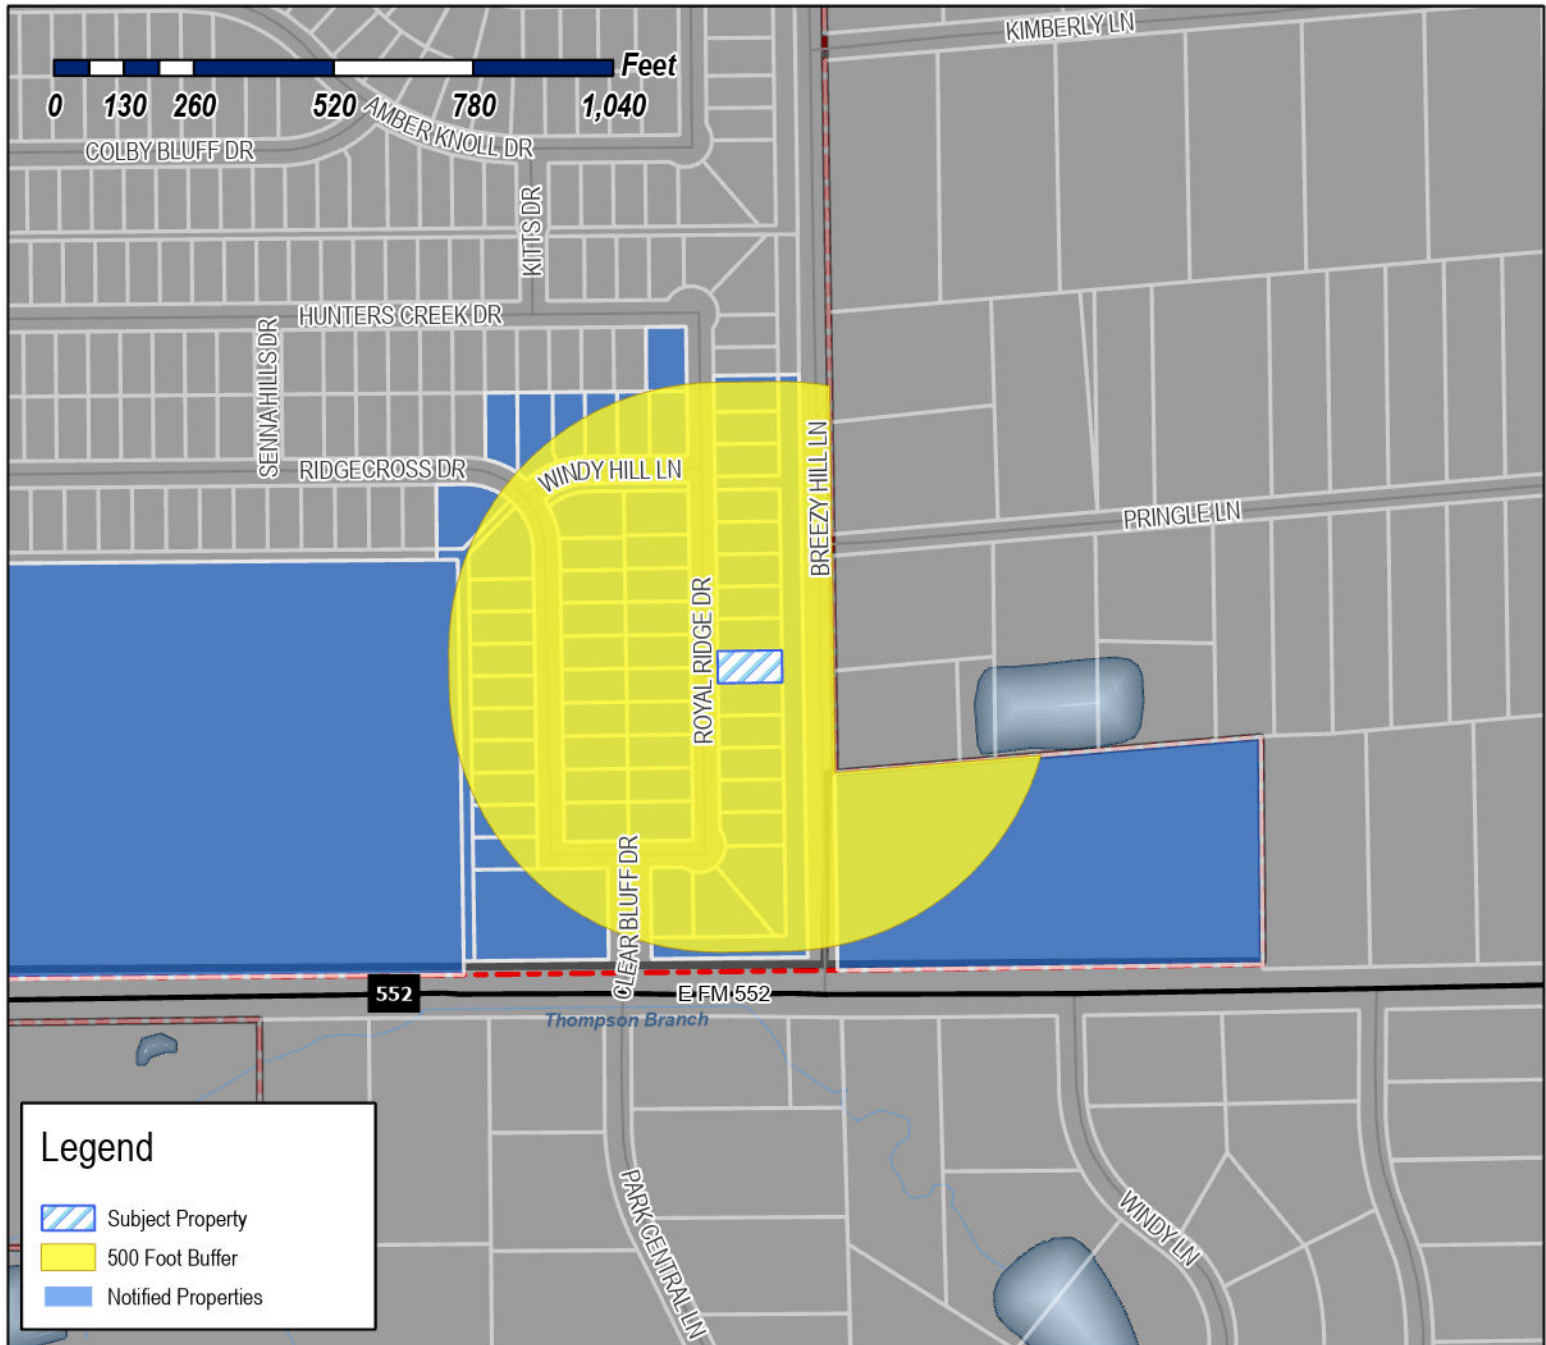 KIMBERLY LN
Feet
0 130 260 520 780 1,040
AMBER KNOLL DR
COLBY BLUFF DR
KITTS DR
HUNTERS CREEK DR
SENNA HILLS DR
RIDGECROSS DR
WINDY HILL LN
BREEZY HILL LN
PRINGLE LN
ROYAL RIDGE DR
CLEAR BLUFF DR
552
E FM 552
Thompson Branch
PARK CENTRAL LN
WINDY LN
Legend
Subject Property
500 Foot Buffer
Notified Properties